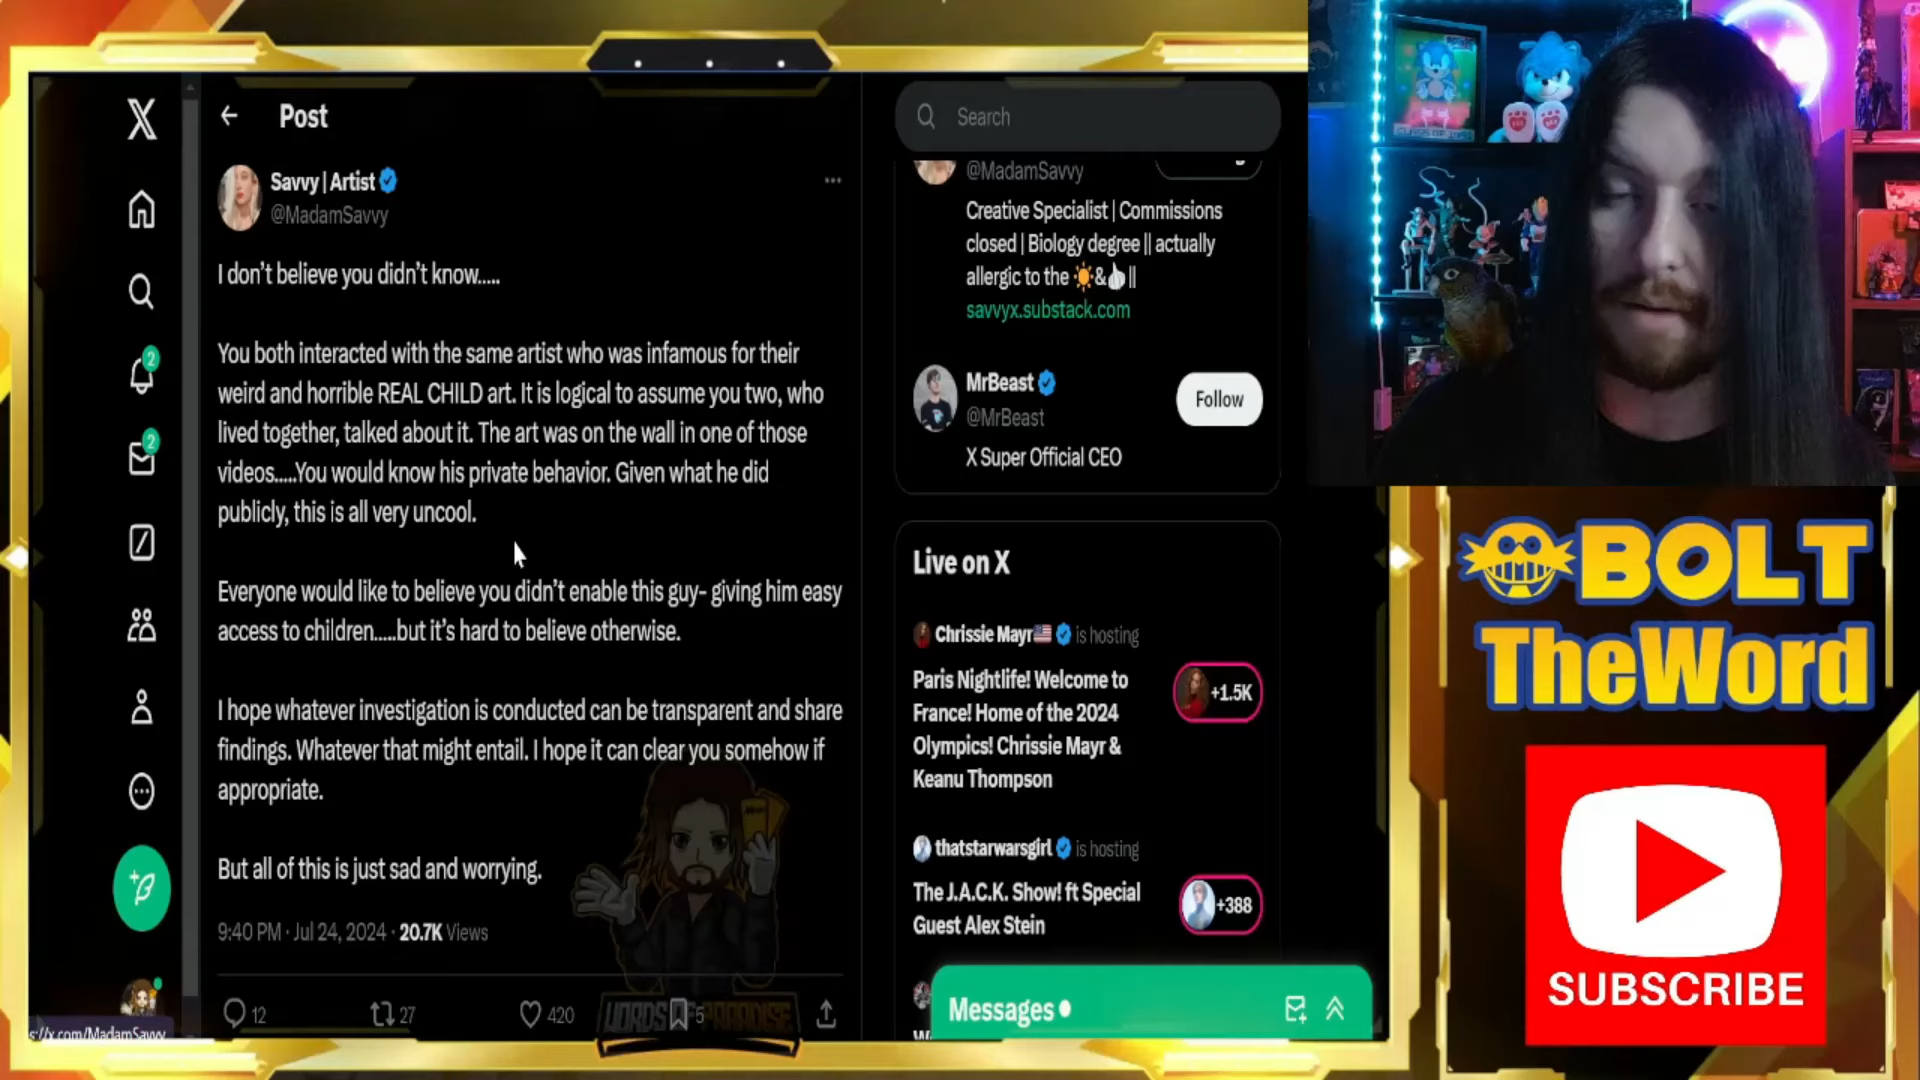 Post
Savvy | Artist
@MadamSavvy
I don't believe you didn't know.....
You both interacted with the same artist who was infamous for their
weird and horrible REAL CHILD art. It is logical to assume you two, who
lived together, talked about it. The art was on the wall in one of those
videos.....You would know his private behavior. Given what he did
publicly, this is all very uncool.
Everyone would like to believe you didn't enable this guy- giving him easy
access to children.....but it's hard to believe otherwise.
I hope whatever investigation is conducted can be transparent and share
findings. Whatever that might entail. I hope it can clear you somehow if
appropriate.
But all of this is just sad and worrying.
9:40 PM · Jul 24, 2024 · 20.7K Views
12
27
420
5
2
2
s://x.com/MadamSavvy
WORDS OF PARADISE
Search
@MadamSavvy
Creative Specialist | Commissions
closed | Biology degree || actually
allergic to the ☀️&👍||
savvyx.substack.com
MrBeast
@MrBeast
Follow
X Super Official CEO
Live on X
Chrissie Mayr🇺🇸 is hosting
Paris Nightlife! Welcome to
France! Home of the 2024
Olympics! Chrissie Mayr &
Keanu Thompson
+1.5K
thatstarwarsgirl is hosting
The J.A.C.K. Show! ft Special
Guest Alex Stein
+388
Messages
BOLT
TheWord
SUBSCRIBE